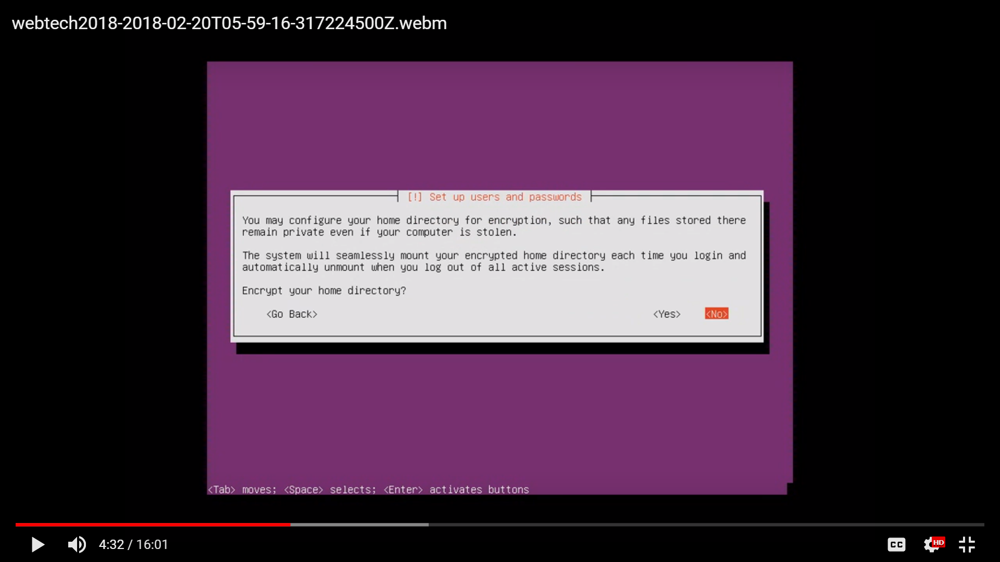 webtech2018-2018-02-20T05-59-16-317224500Z.webm
[!] Set up users and passwords
You may configure your home directory for encryption, such that any files stored there
remain private even if your computer is stolen.
The system will seamlessly mount your encrypted home directory each time you login and
automatically unmount when you log out of all active sessions.
Encrypt your home directory?
<Go Back> <Yes> <No>
<Tab> moves; <Space> selects; <Enter> activates buttons
4:32 / 16:01 CC HD